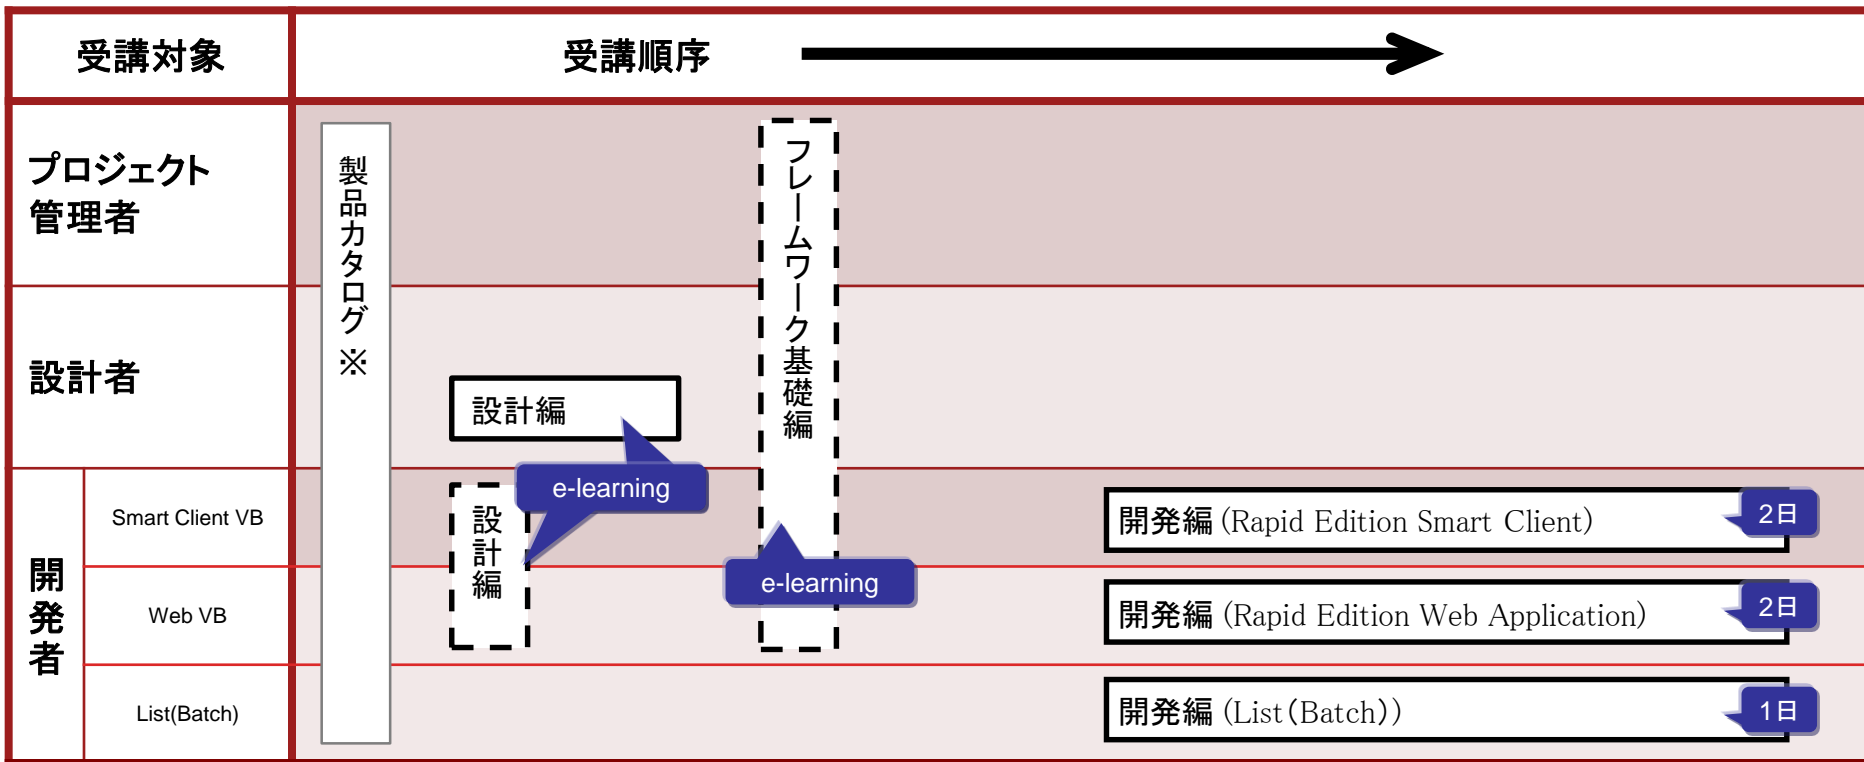 受講対象
受講順序
プロジェクト
管理者
製品カタログ ※
フレームワーク基礎編
設計者
設計編
e-learning
開発者
Smart Client VB
設計編
開発編 (Rapid Edition Smart Client)
2日
e-learning
Web VB
開発編 (Rapid Edition Web Application)
2日
List(Batch)
開発編 (List(Batch))
1日